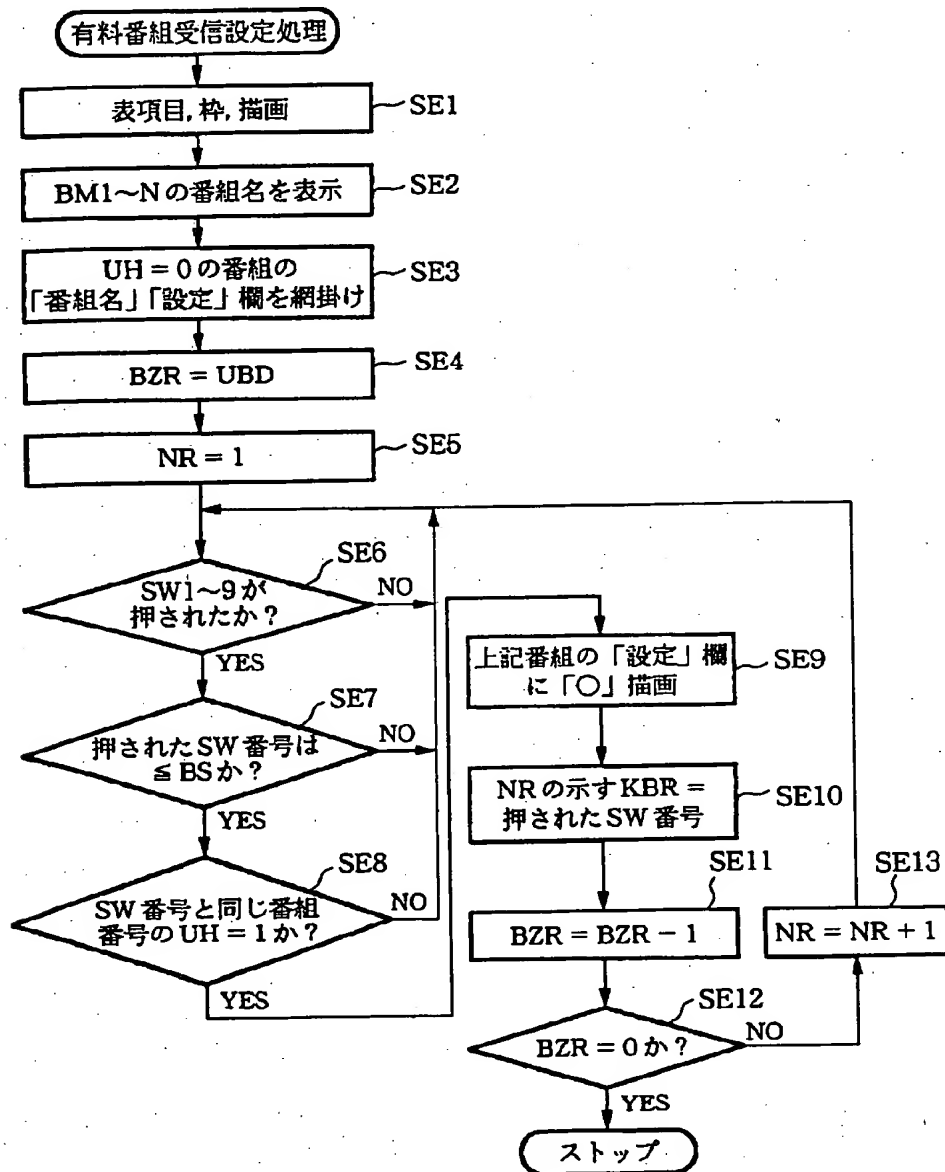 有料番組受信設定処理
表項目,枠,描画
SE1
BM1〜Nの番組名を表示
SE2
UH = 0の番組の
「番組名」「設定」欄を網掛け
SE3
BZR = UBD
SE4
NR = 1
SE5
SE6
SW1〜9が
押されたか?
NO
YES
SE7
押されたSW番号は
≦BSか?
NO
YES
SE8
SW番号と同じ番組
番号のUH = 1か?
NO
YES
上記番組の「設定」欄
に「○」描画
SE9
NRの示すKBR =
押されたSW番号
SE10
SE11
BZR = BZR − 1
SE12
BZR = 0か?
NO
YES
SE13
NR = NR + 1
ストップ